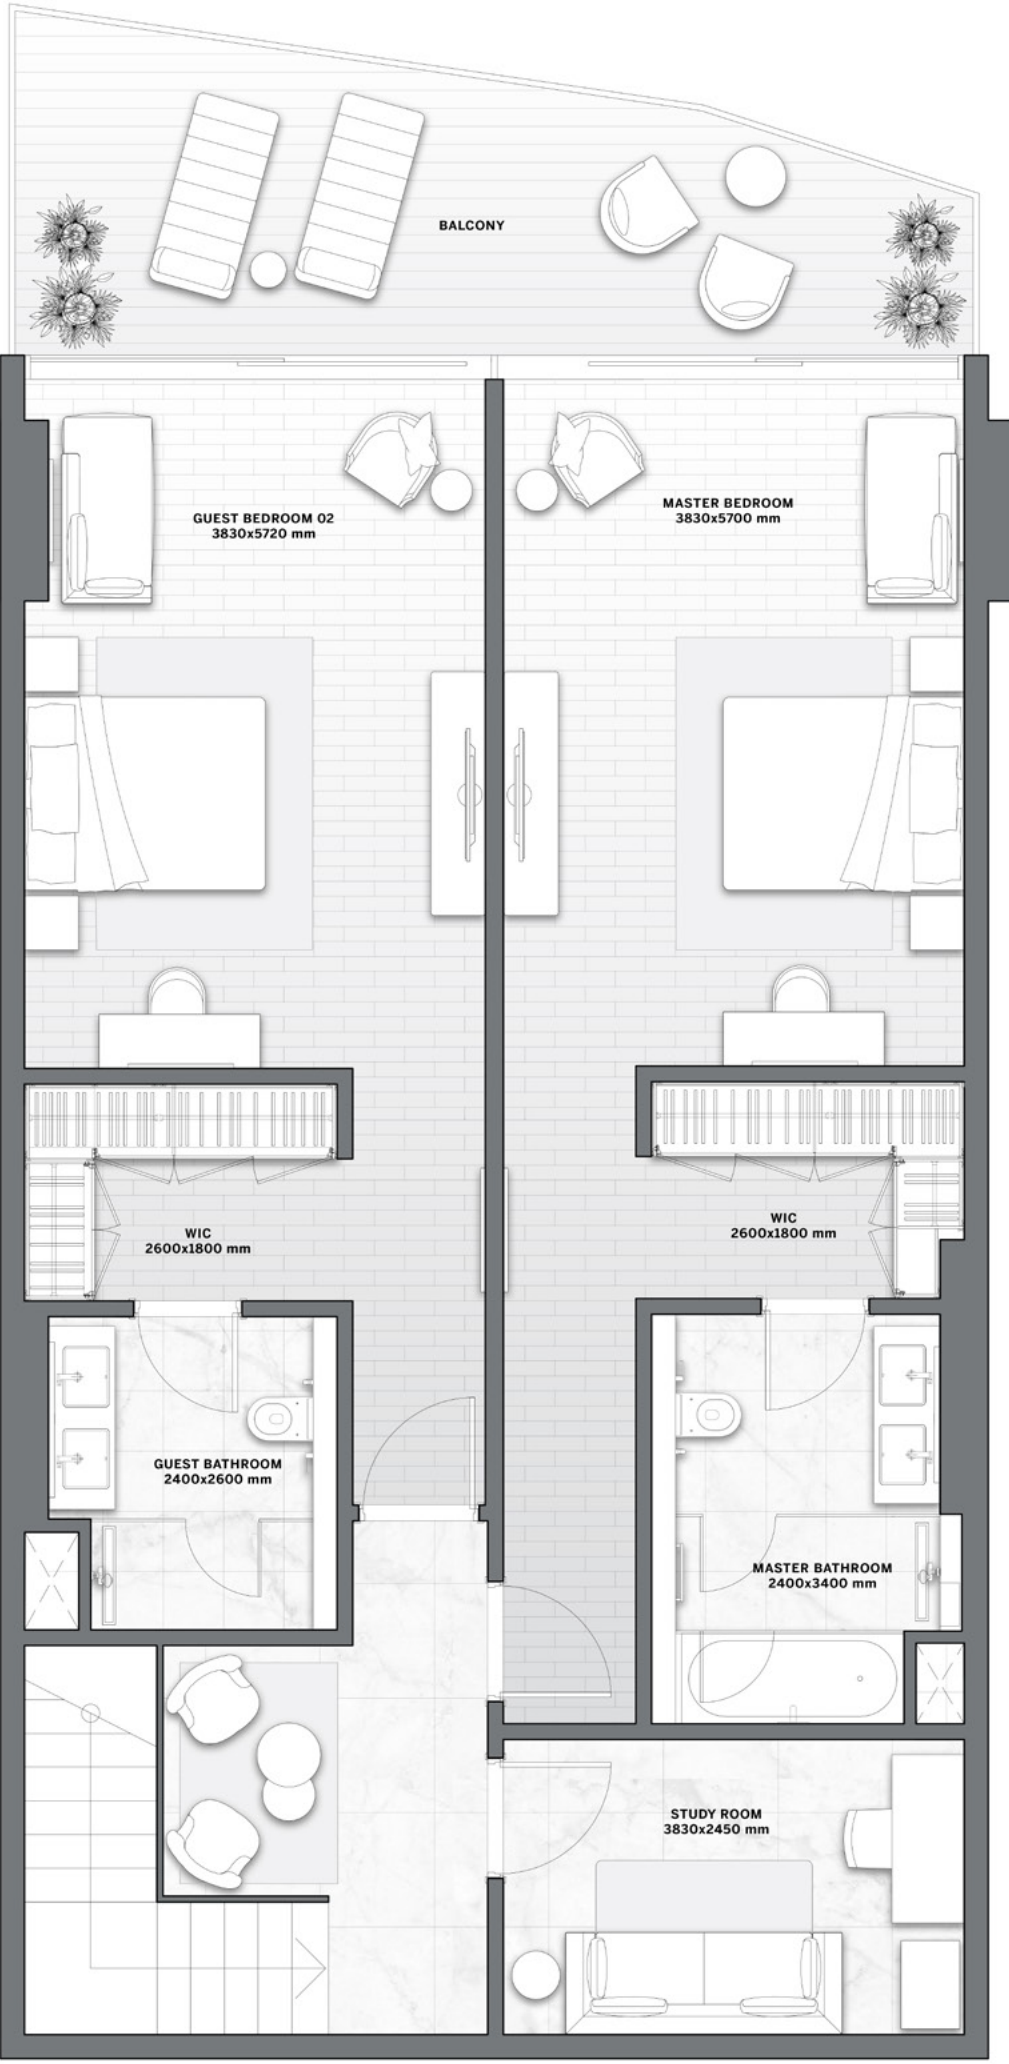 BALCONY
GUEST BEDROOM 02
3830x5720 mm
MASTER BEDROOM
3830x5700 mm
WIC
2600x1800 mm
WIC
2600x1800 mm
GUEST BATHROOM
2400x2600 mm
MASTER BATHROOM
2400x3400 mm
STUDY ROOM
3830x2450 mm